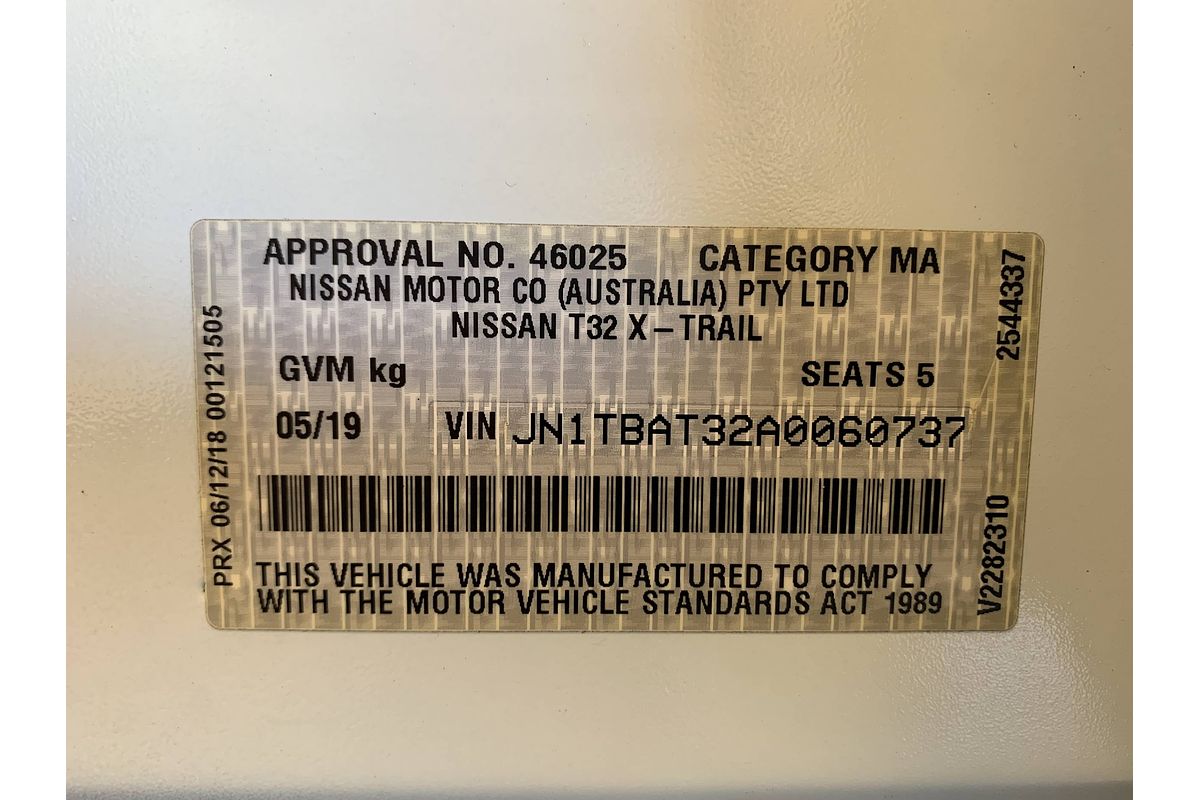 APPROVAL NO. 46025 CATEGORY MA
NISSAN MOTOR CO (AUSTRALIA) PTY LTD
NISSAN T32 X-TRAIL
GVM kg SEATS 5
05/19 VIN JN1TBAT32A0060737
THIS VEHICLE WAS MANUFACTURED TO COMPLY
WITH THE MOTOR VEHICLE STANDARDS ACT 1989
PRX 06/12/18 00121505
2544337
V2282310